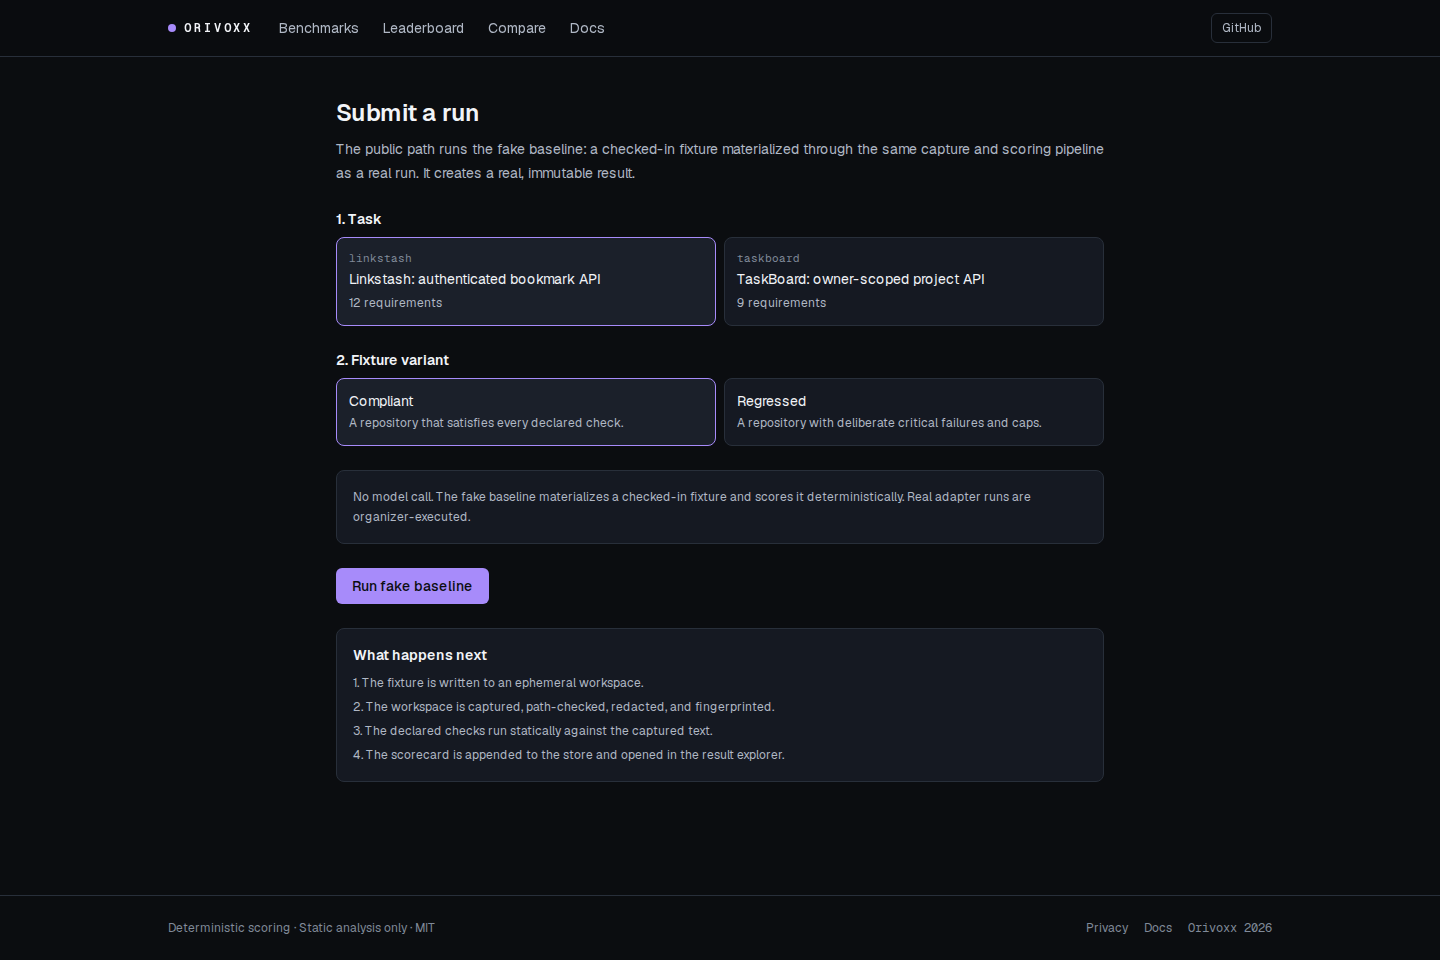 ORIVOXX
Benchmarks
Leaderboard
Compare
Docs
GitHub
Submit a run
The public path runs the fake baseline: a checked-in fixture materialized through the same capture and scoring pipeline
as a real run. It creates a real, immutable result.
1. Task
linkstash
Linkstash: authenticated bookmark API
12 requirements
taskboard
TaskBoard: owner-scoped project API
9 requirements
2. Fixture variant
Compliant
A repository that satisfies every declared check.
Regressed
A repository with deliberate critical failures and caps.
No model call. The fake baseline materializes a checked-in fixture and scores it deterministically. Real adapter runs are
organizer-executed.
Run fake baseline
What happens next
1. The fixture is written to an ephemeral workspace.
2. The workspace is captured, path-checked, redacted, and fingerprinted.
3. The declared checks run statically against the captured text.
4. The scorecard is appended to the store and opened in the result explorer.
Deterministic scoring · Static analysis only · MIT
Privacy
Docs
Orivoxx 2026